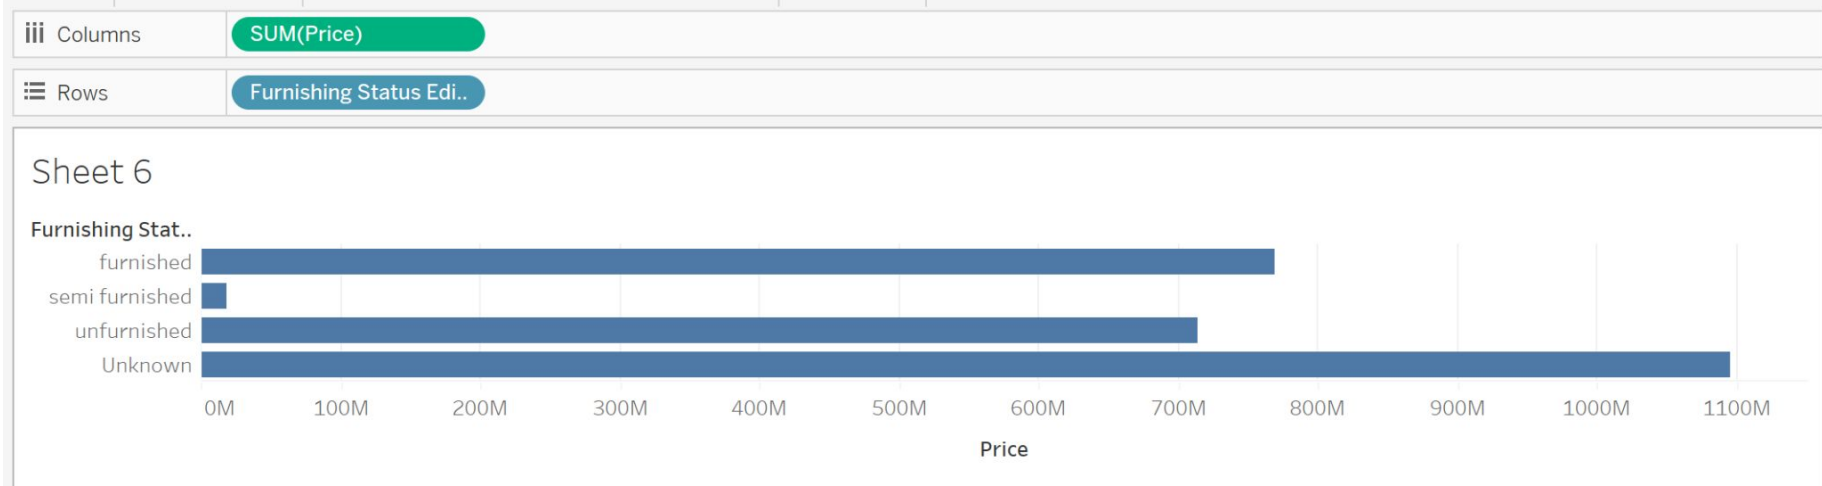 Columns SUM(Price)
Rows Furnishing Status Edi..
Sheet 6
Furnishing Stat..
furnished
semi furnished
unfurnished
Unknown
0M 100M 200M 300M 400M 500M 600M 700M 800M 900M 1000M 1100M
Price